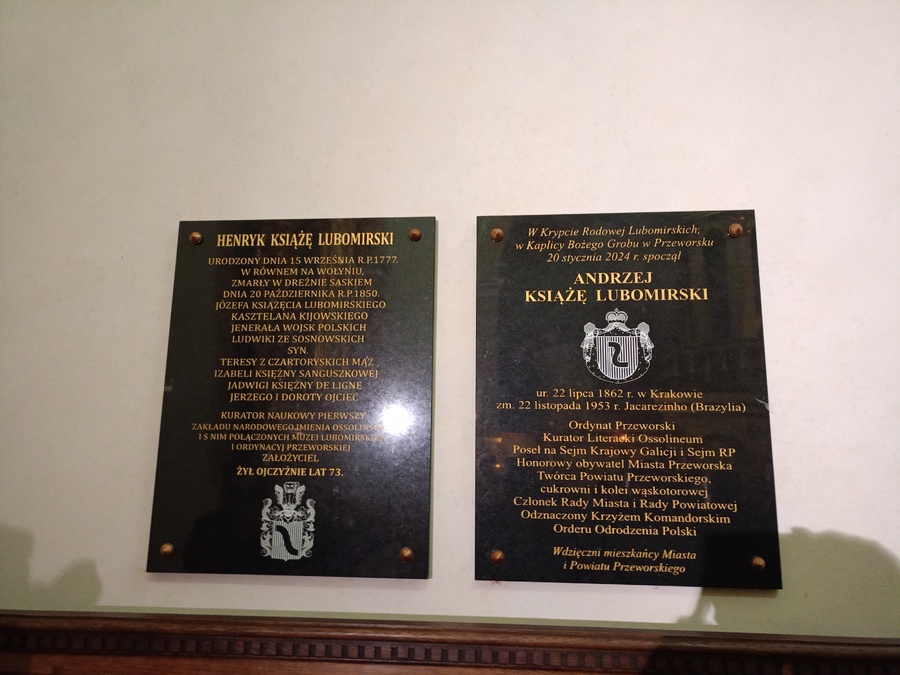 HENRYK KSIĄŻĘ LUBOMIRSKI
URODZONY DNIA 15 WRZEŚNIA R.P.1777.
W RÓWNEM NA WOŁYNIU,
ZMARŁY W DREŹNIE SASKIEM
DNIA 20 PAŹDZIERNIKA R.P.1850.
JÓZEFA KSIĄŻĘCIA LUBOMIRSKIEGO
KASZTELANA KIJOWSKIEGO
JENERAŁA WOJSK POLSKICH
LUDWIKI ZE SOSNOWSKICH
SYN.
TERESY Z CZARTORYSKICH MĄŻ
IZABELI KSIĘŻNY SANGUSZKOWEJ
JADWIGI KSIĘŻNY DE LIGNE
JERZEGO I DOROTY OJCIEC
KURATOR NAUKOWY PIERWSZY
ZAKŁADU NARODOWEGO IMIENIA
I S NIM POŁĄCZONYCH MUZEI
I ORDYNACYJ PRZEWORSKIEJ
ZAŁOŻYCIEL
ŻYŁ OJCZYŹNIE LAT 73.
W Krypcie Rodowej Lubomirskich,
w Kaplicy Bożego Grobu w Przeworsku
20 stycznia 2024 r. spoczął
ANDRZEJ
KSIĄŻĘ LUBOMIRSKI
ur. 22 lipca 1862 r. w Krakowie
zm. 22 listopada 1953 r. Jacarezinho (Brazylia)
Ordynat Przeworski
Kurator Literacki Ossolineum
Poseł na Sejm Krajowy Galicji i Sejm RP
Honorowy obywatel Miasta Przeworska
Twórca Powiatu Przeworskiego,
cukrowni i kolei wąskotorowej
Członek Rady Miasta i Rady Powiatowej
Odznaczony Krzyżem Komandorskim
Orderu Odrodzenia Polski
Wdzięczni mieszkańcy Miasta
i Powiatu Przeworskiego